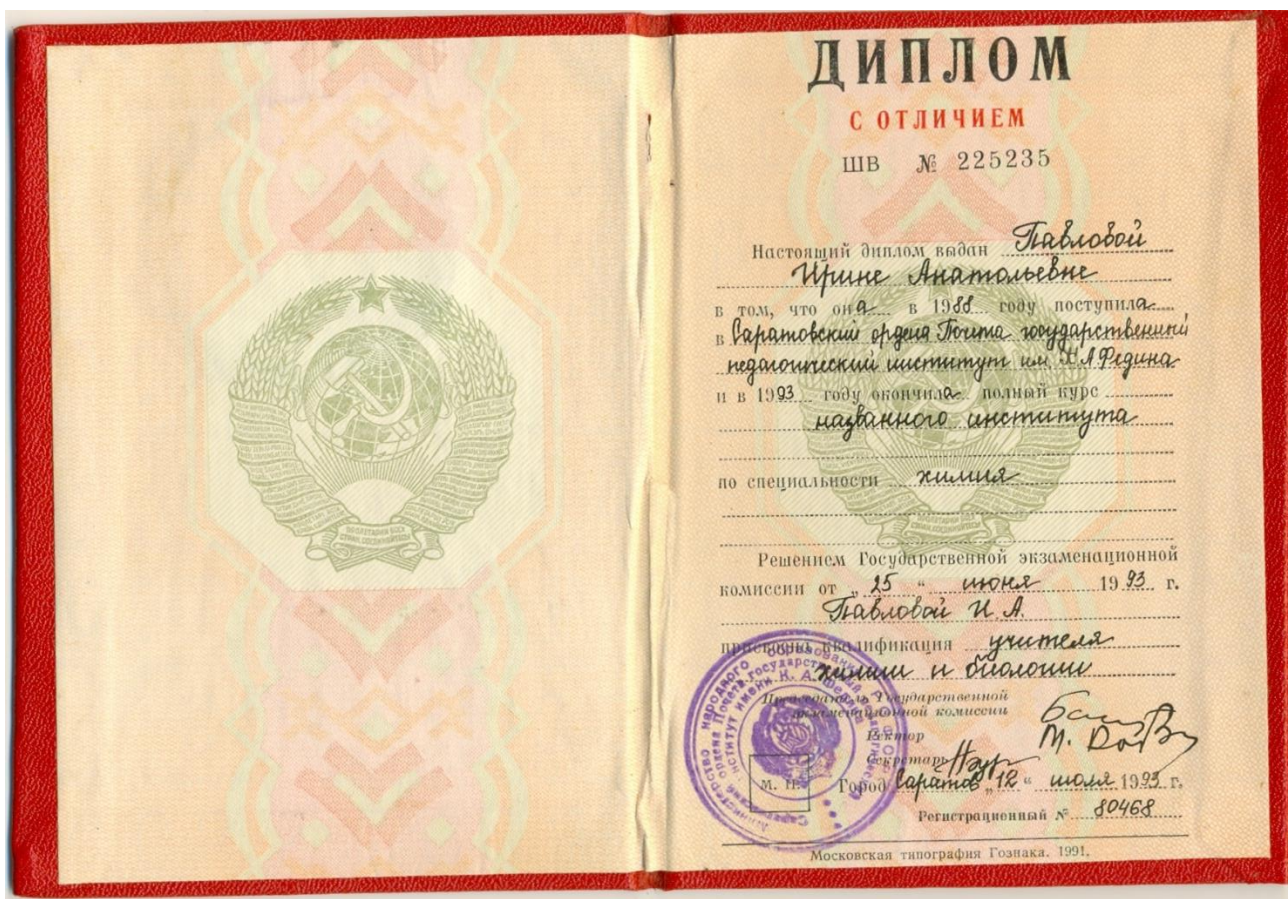 ДИПЛОМ
С ОТЛИЧИЕМ
ШВ № 225235
Настоящий диплом выдан Павловой
Ирине Анатольевне
в том, что она в 1988 году поступила
в Саратовский ордена Почета государственный
педагогический институт им. К.А.Федина
и в 1993 году окончила полный курс
названного института
по специальности химия
Решением Государственной экзаменационной
комиссии от „ 25 “ июня 1993 г.
Павловой И. А.
присвоена квалификация учителя
химии и биологии
Председатель Государственной
экзаменационной комиссии
Ректор
Секретарь
М. П.
Город Саратов „12 “ июля 1993 г.
Регистрационный № 80468
Московская типография Гознака. 1991.